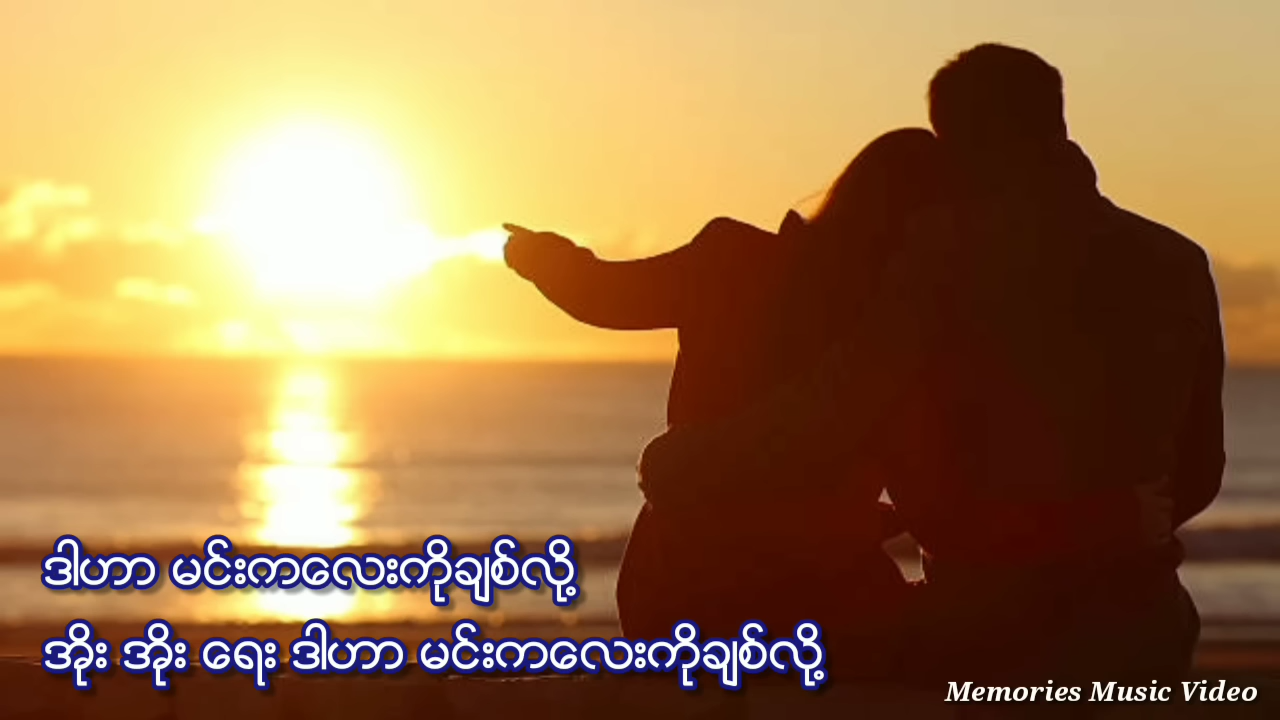 ဒါဟာ မင်းကလေးကိုချစ်လို့
အိုး အိုး ရေး ဒါဟာ မင်းကလေးကိုချစ်လို့
Memories Music Video